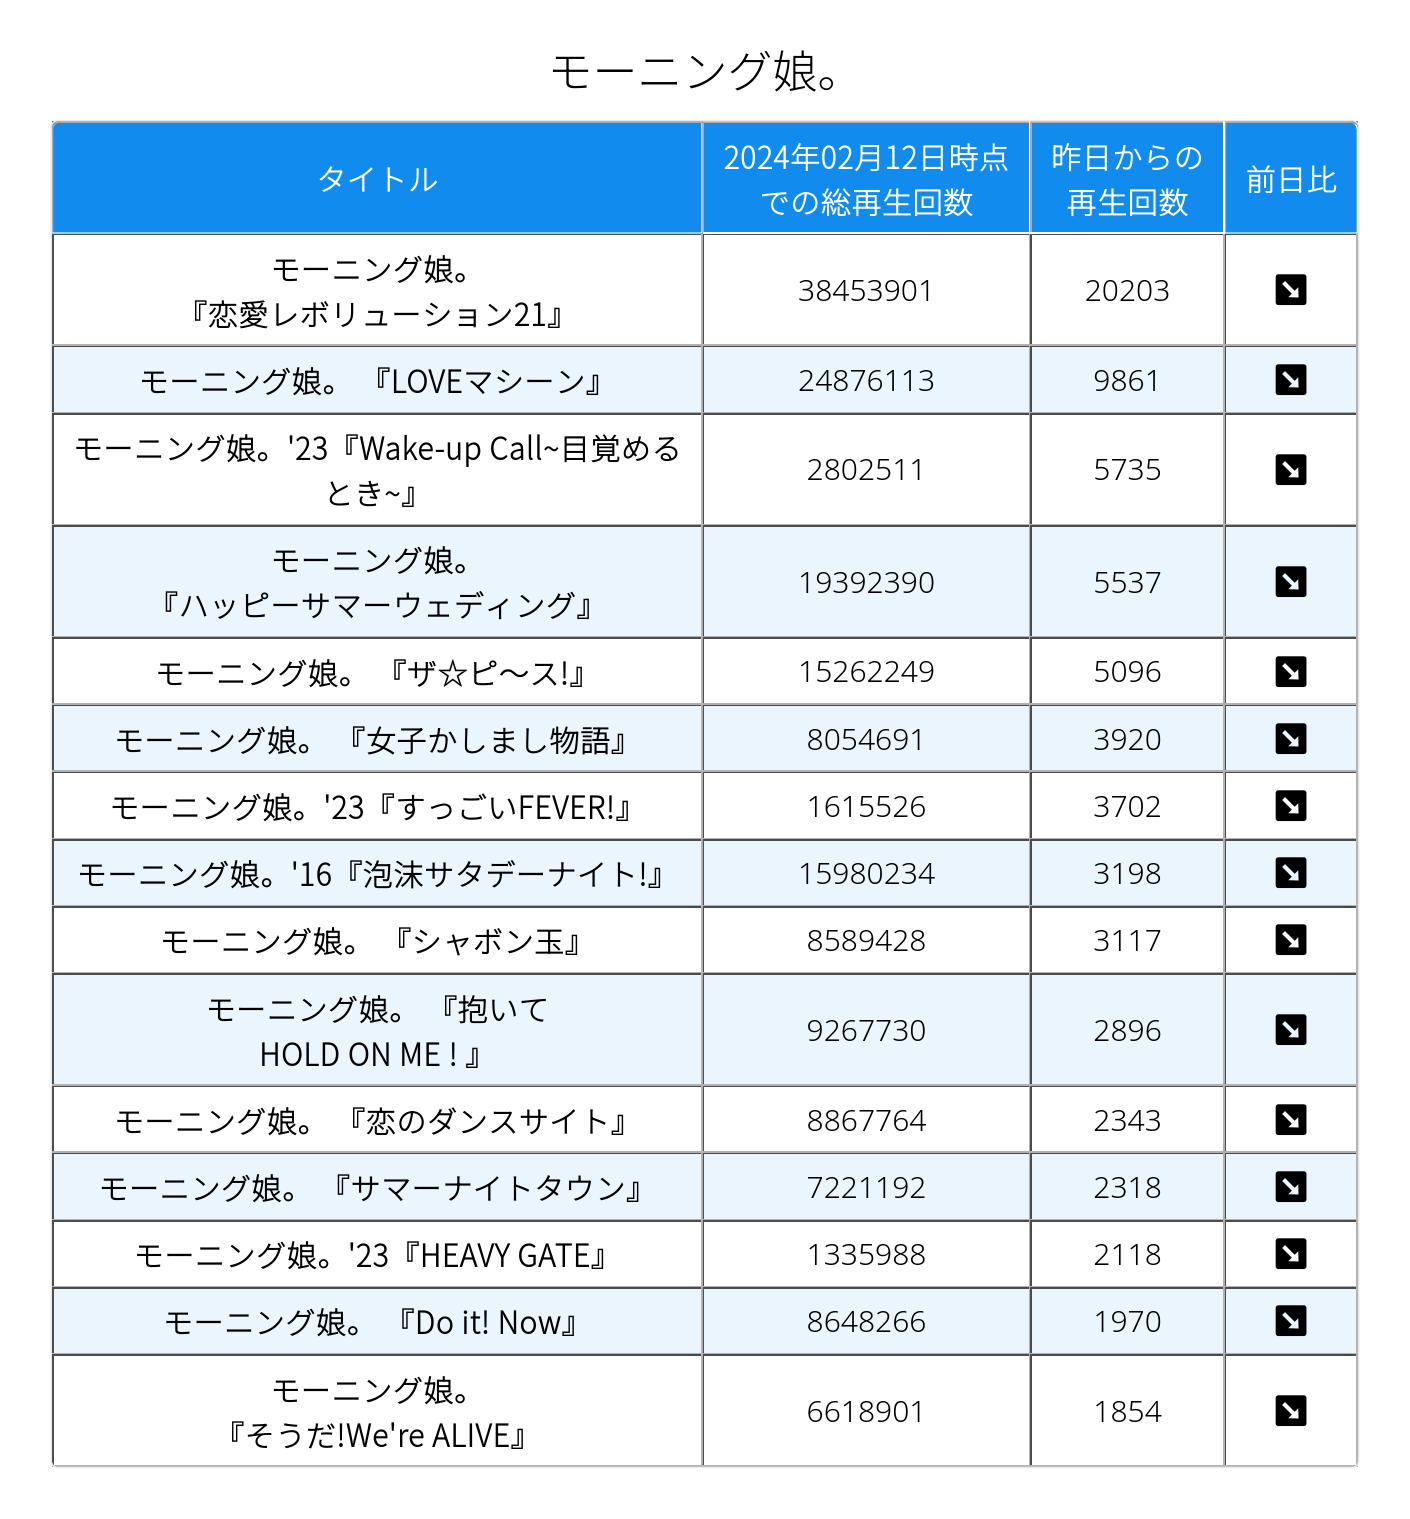 モーニング娘。
タイトル
2024年02月12日時点
での総再生回数
昨日からの
再生回数
前日比
モーニング娘。
『恋愛レボリューション21』
38453901
20203
↘
モーニング娘。 『LOVEマシーン』
24876113
9861
↘
モーニング娘。'23『Wake-up Call~目覚める
とき~』
2802511
5735
↘
モーニング娘。
『ハッピーサマーウェディング』
19392390
5537
↘
モーニング娘。 『ザ☆ピ～ス!』
15262249
5096
↘
モーニング娘。 『女子かしまし物語』
8054691
3920
↘
モーニング娘。'23『すっごいFEVER!』
1615526
3702
↘
モーニング娘。'16『泡沫サタデーナイト!』
15980234
3198
↘
モーニング娘。 『シャボン玉』
8589428
3117
↘
モーニング娘。 『抱いて
HOLD ON ME ! 』
9267730
2896
↘
モーニング娘。 『恋のダンスサイト』
8867764
2343
↘
モーニング娘。 『サマーナイトタウン』
7221192
2318
↘
モーニング娘。'23『HEAVY GATE』
1335988
2118
↘
モーニング娘。 『Do it! Now』
8648266
1970
↘
モーニング娘。
『そうだ!We're ALIVE』
6618901
1854
↘